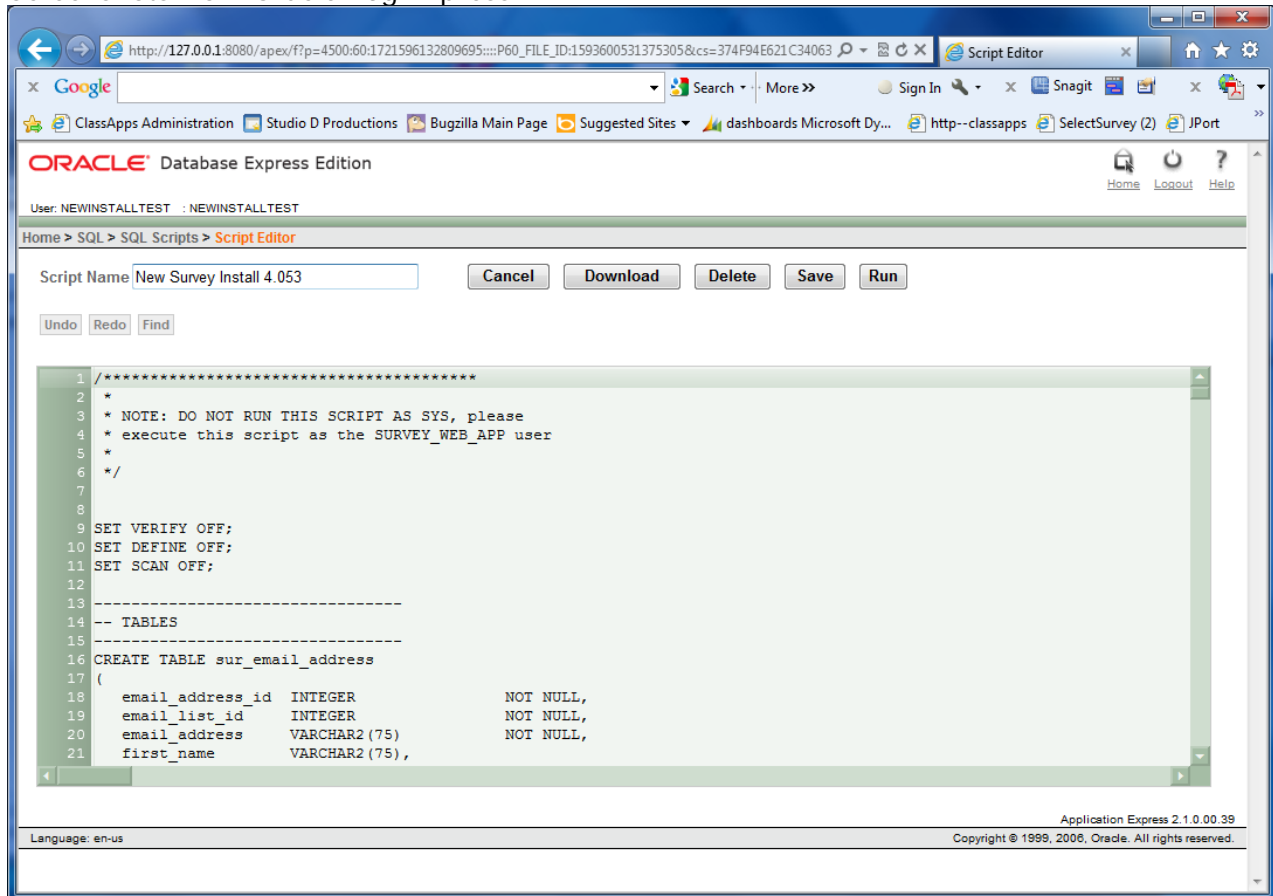 http://127.0.0.1:8080/apex/f?p=4500:60:1721596132809695::::P60_FILE_ID:1593600531375305&cs=374F94E621C34063
Script Editor
x Google
Search
More >>
Sign In
x
Snagit
x
ClassApps Administration
Studio D Productions
Bugzilla Main Page
Suggested Sites
dashboards Microsoft Dy...
http--classapps
SelectSurvey (2)
JPort
>>
ORACLE Database Express Edition
Home Logout Help
User: NEWINSTALLTEST : NEWINSTALLTEST
Home > SQL > SQL Scripts > Script Editor
Script Name New Survey Install 4.053
Cancel Download Delete Save Run
Undo Redo Find
1 /****************************************
2 *
3 * NOTE: DO NOT RUN THIS SCRIPT AS SYS, please
4 * execute this script as the SURVEY_WEB_APP user
5 *
6 */
7
8
9 SET VERIFY OFF;
10 SET DEFINE OFF;
11 SET SCAN OFF;
12
13 ---------------------------------
14 -- TABLES
15 ---------------------------------
16 CREATE TABLE sur_email_address
17 (
18 email_address_id INTEGER NOT NULL,
19 email_list_id INTEGER NOT NULL,
20 email_address VARCHAR2(75) NOT NULL,
21 first_name VARCHAR2(75),
Application Express 2.1.0.00.39
Language: en-us
Copyright © 1999, 2006, Oracle. All rights reserved.